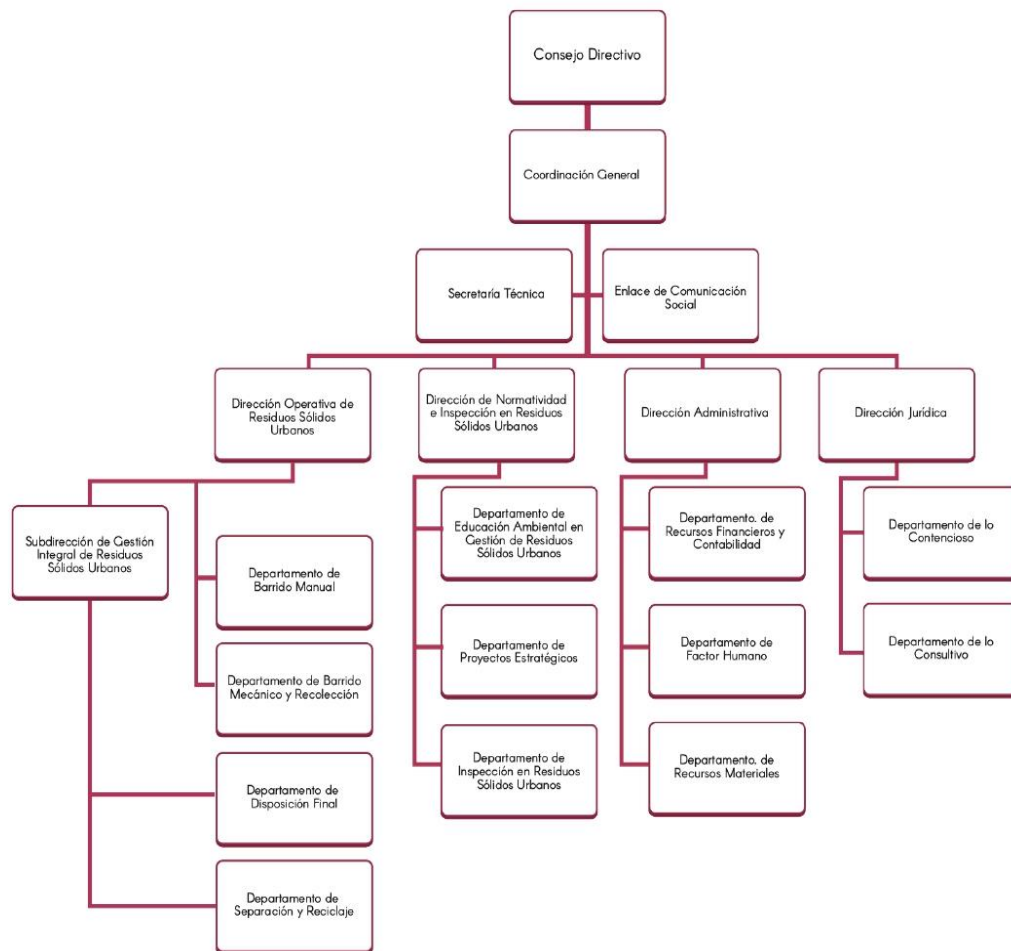 Consejo Directivo
Coordinación General
Secretaría Técnica
Enlace de Comunicación
Social
Dirección Operativa de
Residuos Sólidos
Urbanos
Dirección de Normatividad
e Inspección en Residuos
Sólidos Urbanos
Dirección Administrativa
Dirección Jurídica
Subdirección de Gestión
Integral de Residuos
Sólidos Urbanos
Departamento de
Barrido Manual
Departamento de Barrido
Mecánico y Recolección
Departamento de
Disposición Final
Departamento de
Separación y Reciclaje
Departamento de
Educación Ambiental en
Gestión de Residuos
Sólidos Urbanos
Departamento de
Proyectos Estratégicos
Departamento de
Inspección en Residuos
Sólidos Urbanos
Departamento. de
Recursos Financieros y
Contabilidad
Departamento de
Factor Humano
Departamento. de
Recursos Materiales
Departamento de lo
Contencioso
Departamento de lo
Consultivo